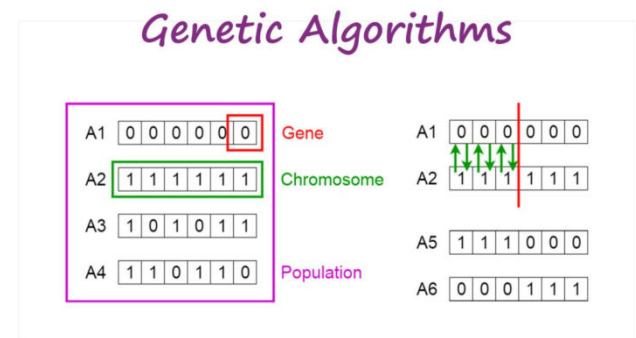 Genetic Algorithms
A1 0 0 0 0 0 0 Gene
A2 1 1 1 1 1 1 Chromosome
A3 1 0 1 0 1 1
A4 1 1 0 1 1 0 Population
A1 0 0 0 0 0 0
A2 1 1 1 1 1 1
A5 1 1 1 0 0 0
A6 0 0 0 1 1 1